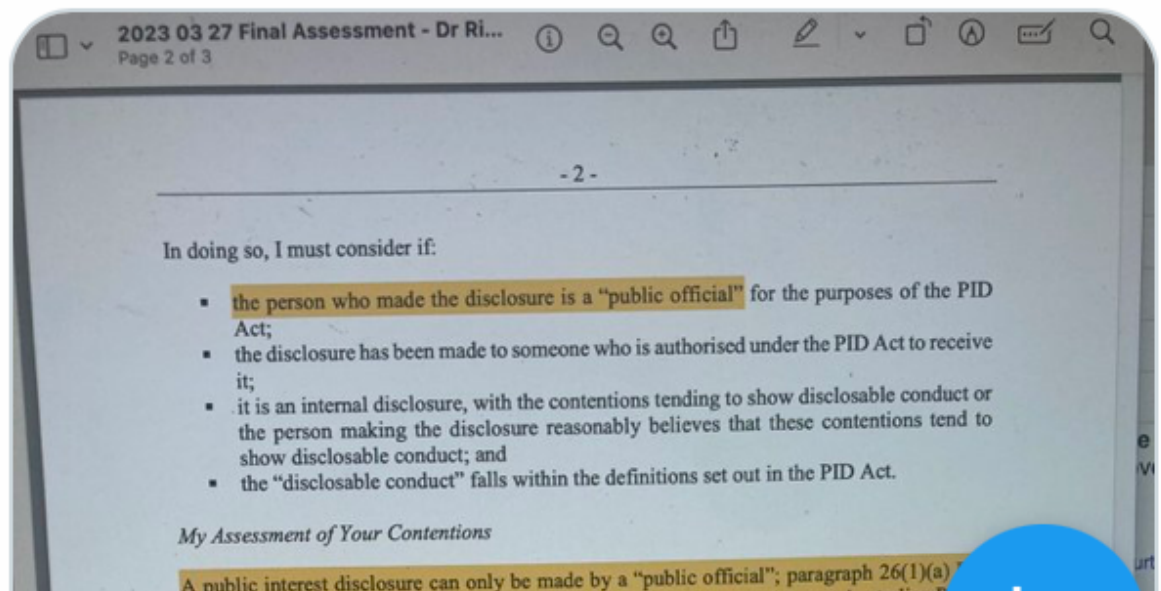 2023 03 27 Final Assessment - Dr Ri...
Page 2 of 3
- 2 -
In doing so, I must consider if:
▪ the person who made the disclosure is a “public official” for the purposes of the PID
Act;
▪ the disclosure has been made to someone who is authorised under the PID Act to receive
it;
▪ it is an internal disclosure, with the contentions tending to show disclosable conduct or
the person making the disclosure reasonably believes that these contentions tend to
show disclosable conduct; and
▪ the “disclosable conduct” falls within the definitions set out in the PID Act.
My Assessment of Your Contentions
A public interest disclosure can only be made by a “public official”; paragraph 26(1)(a)